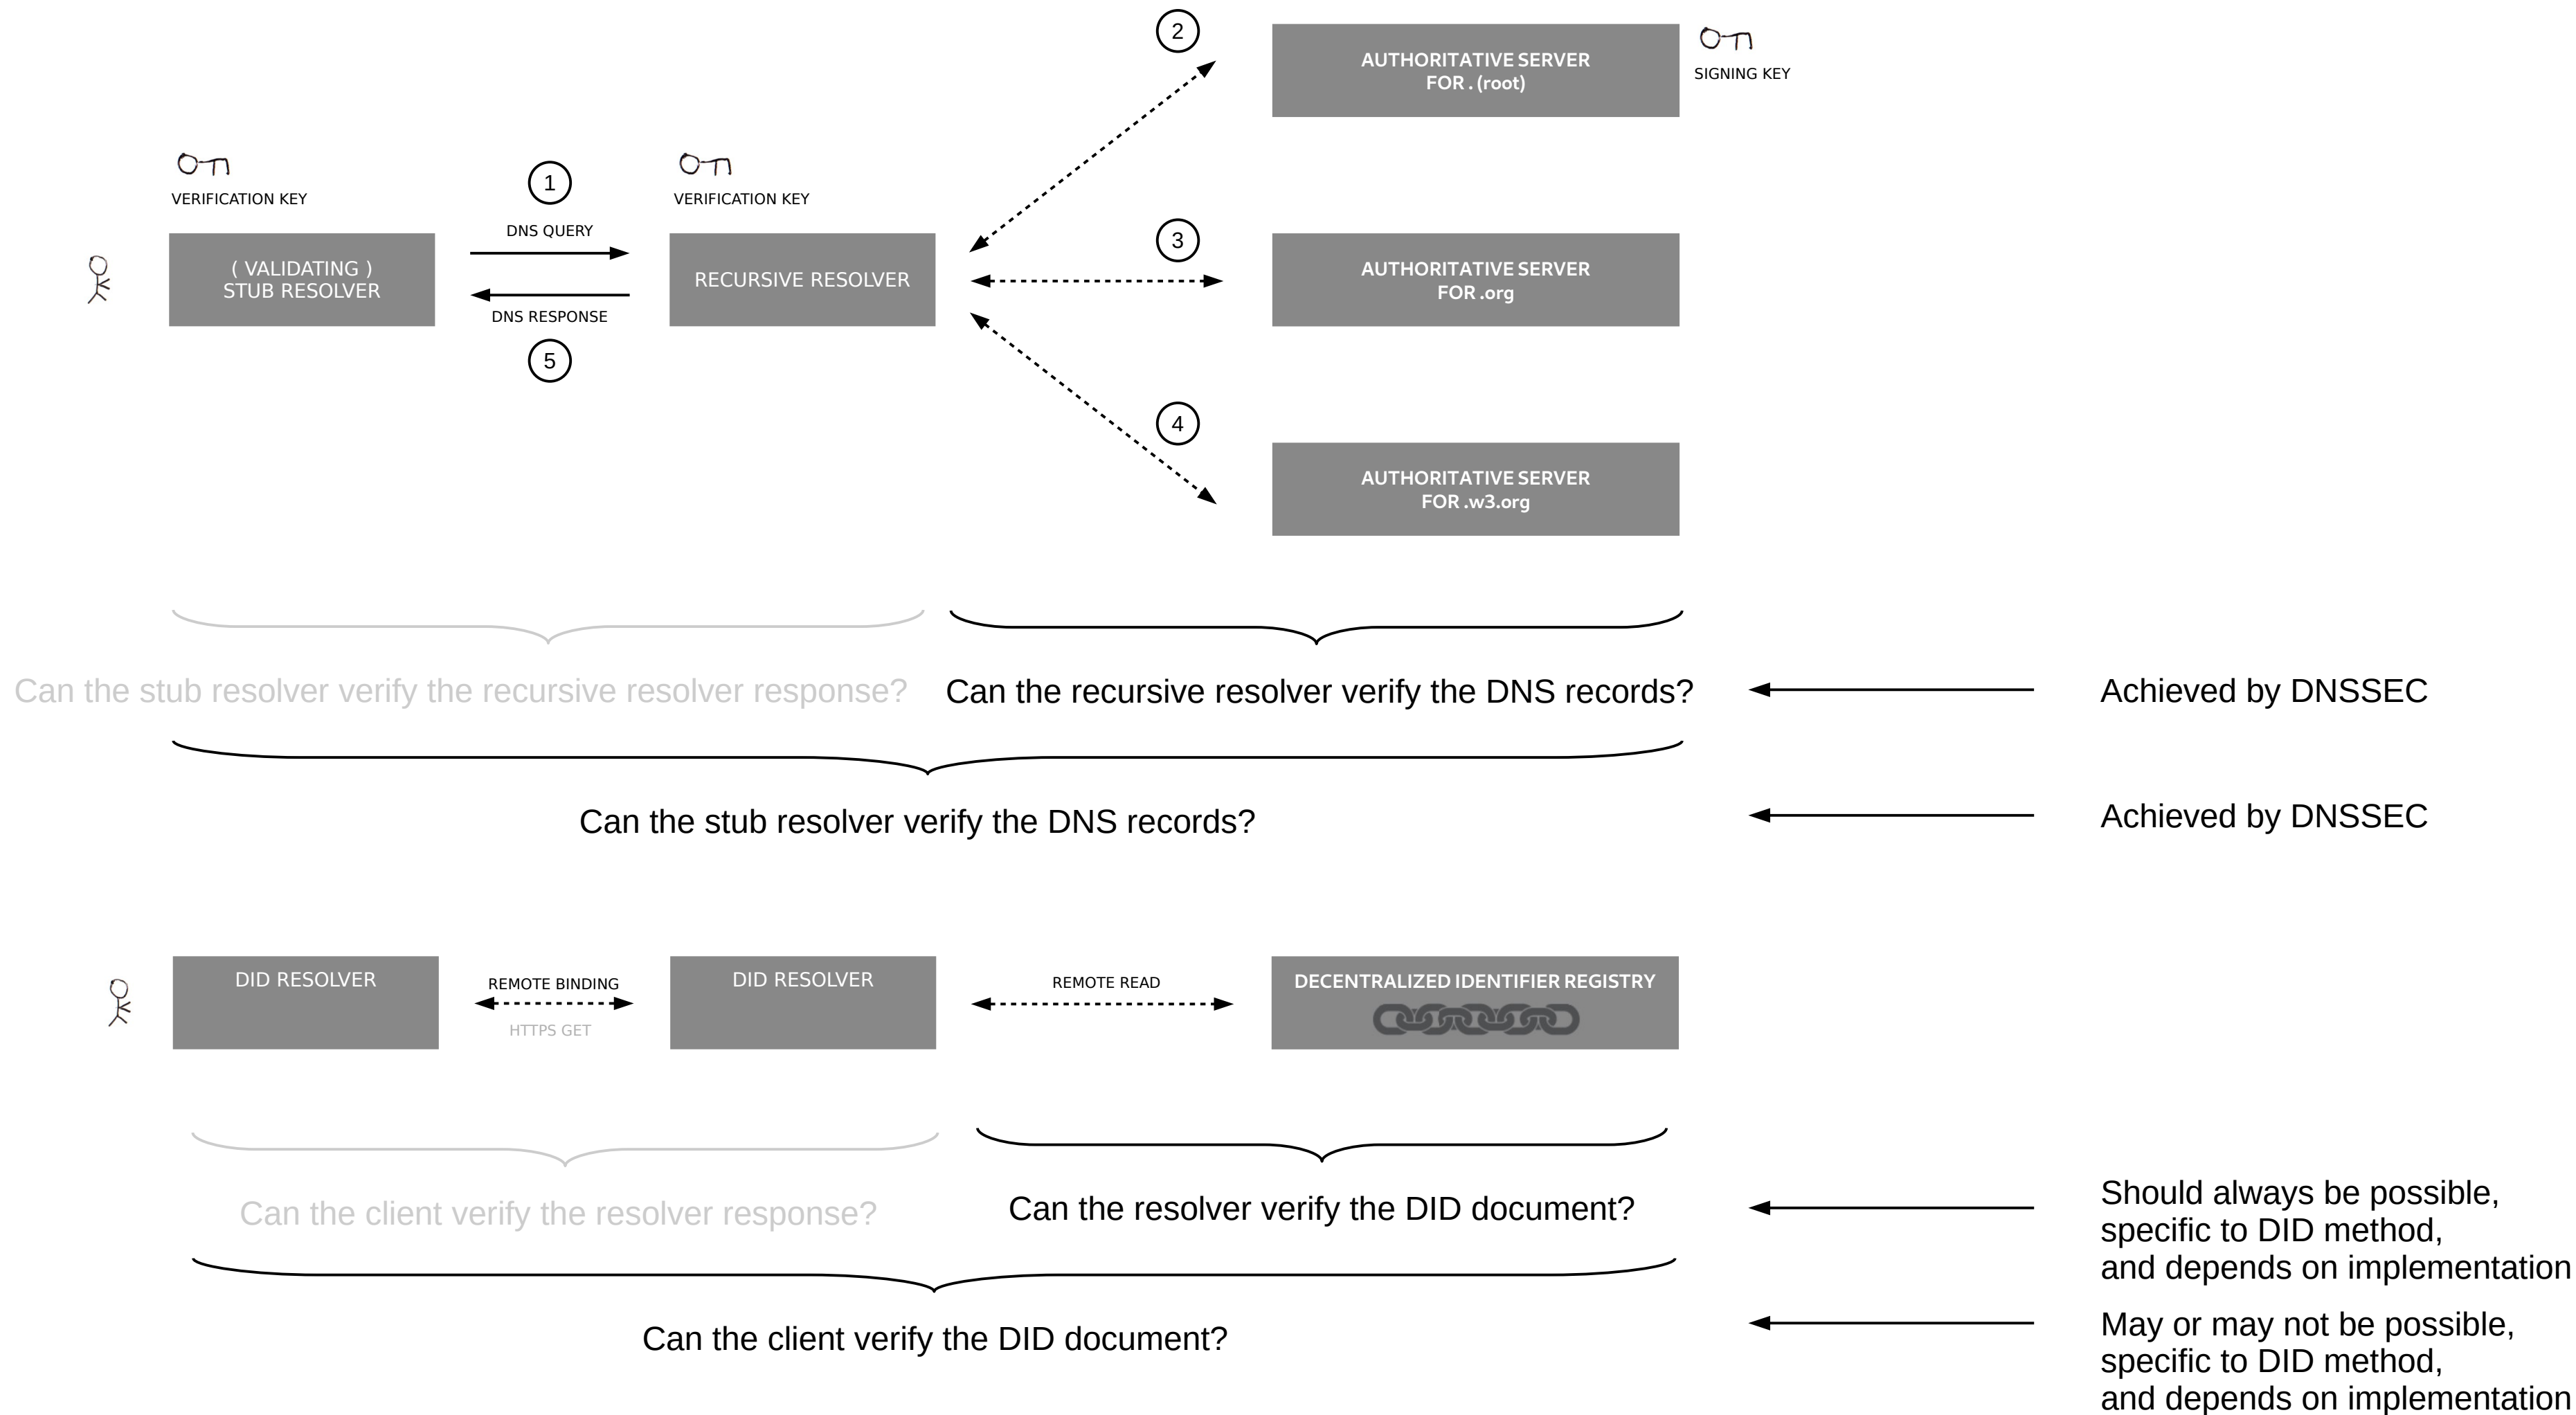 2
AUTHORITATIVE SERVER
FOR . (root)
SIGNING KEY
VERIFICATION KEY
1
VERIFICATION KEY
DNS QUERY
3
( VALIDATING )
STUB RESOLVER
RECURSIVE RESOLVER
AUTHORITATIVE SERVER
FOR .org
DNS RESPONSE
5
4
AUTHORITATIVE SERVER
FOR .w3.org
Can the stub resolver verify the recursive resolver response?
Can the recursive resolver verify the DNS records?
Achieved by DNSSEC
Can the stub resolver verify the DNS records?
Achieved by DNSSEC
DID RESOLVER
REMOTE BINDING
HTTPS GET
DID RESOLVER
REMOTE READ
DECENTRALIZED IDENTIFIER REGISTRY
Can the client verify the resolver response?
Can the resolver verify the DID document?
Should always be possible,
specific to DID method,
and depends on implementation
Can the client verify the DID document?
May or may not be possible,
specific to DID method,
and depends on implementation